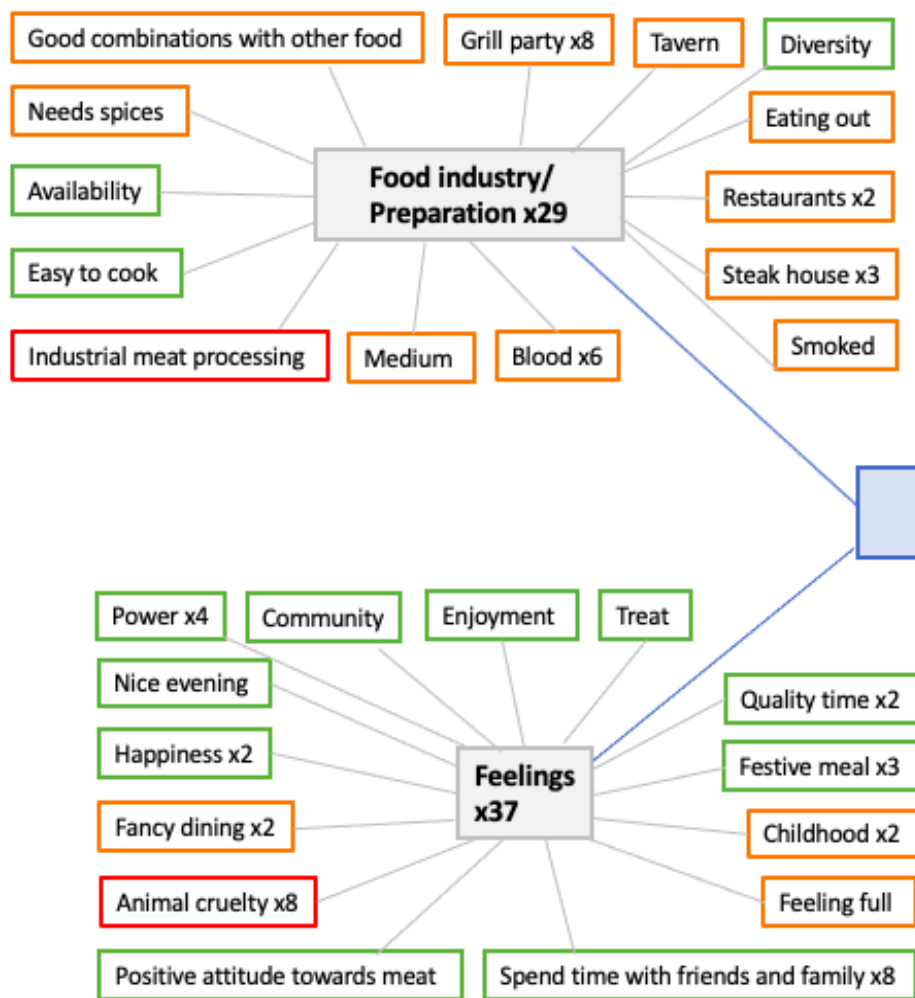 Good combinations with other food
Grill party x8
Tavern
Diversity
Needs spices
Eating out
Availability
Food industry/
Preparation x29
Restaurants x2
Easy to cook
Steak house x3
Industrial meat processing
Medium
Blood x6
Smoked
Power x4
Community
Enjoyment
Treat
Nice evening
Quality time x2
Happiness x2
Feelings
x37
Festive meal x3
Fancy dining x2
Childhood x2
Animal cruelty x8
Feeling full
Positive attitude towards meat
Spend time with friends and family x8